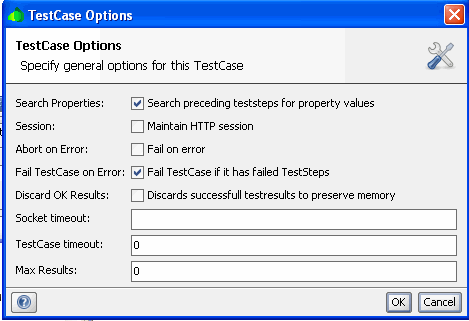 TestCase Options
TestCase Options
Specify general options for this TestCase
Search Properties: Search preceding teststeps for property values
Session: Maintain HTTP session
Abort on Error: Fail on error
Fail TestCase on Error: Fail TestCase if it has failed TestSteps
Discard OK Results: Discards successfull testresults to preserve memory
Socket timeout:
TestCase timeout: 0
Max Results: 0
? OK Cancel